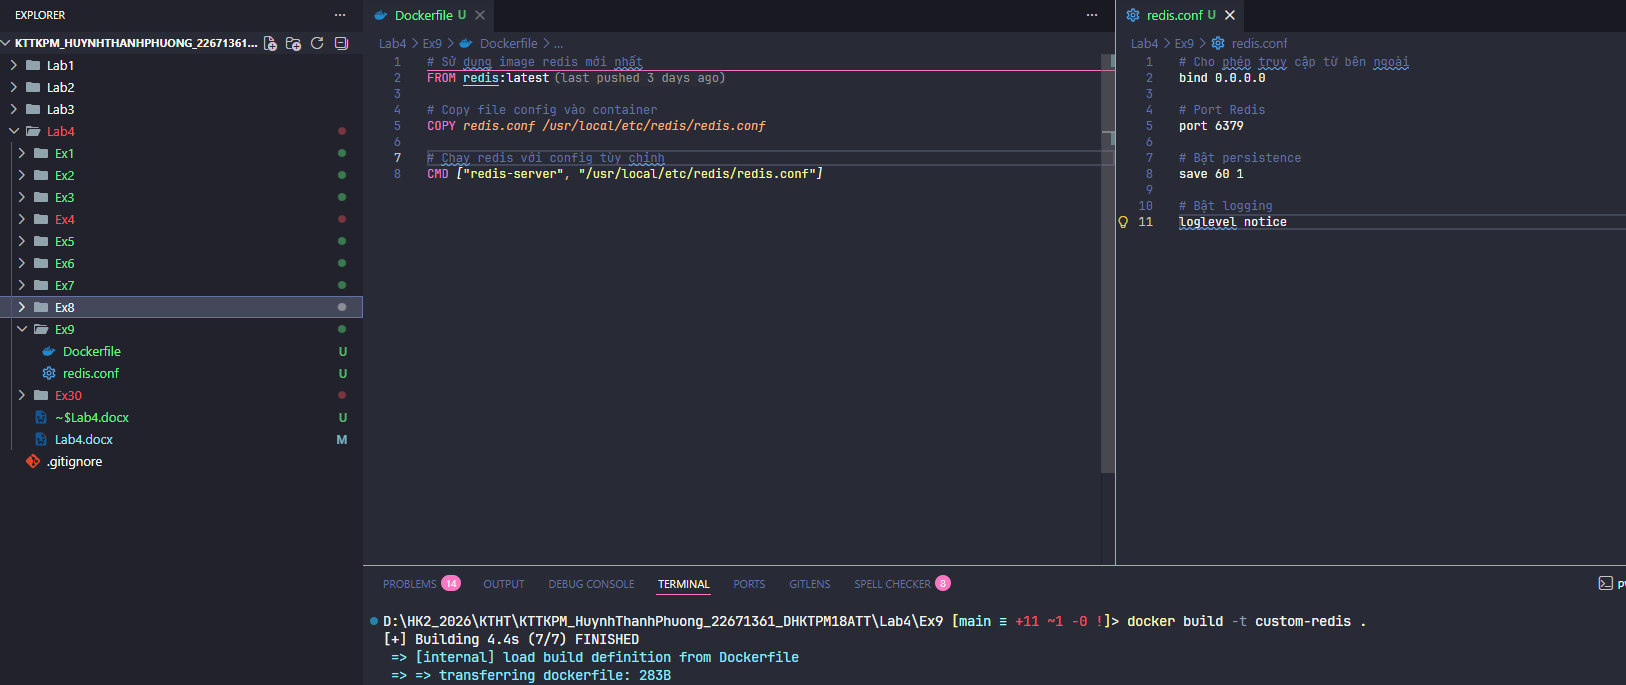 EXPLORER
KTTKPM_HUYNHTHANHPHUONG_22671361...
Lab1
Lab2
Lab3
Lab4
Ex1
Ex2
Ex3
Ex4
Ex5
Ex6
Ex7
Ex8
Ex9
Dockerfile U
redis.conf U
Ex30
~$Lab4.docx U
Lab4.docx M
.gitignore
Dockerfile U
Lab4 > Ex9 > Dockerfile > ...
1 # Sử dụng image redis mới nhất
2 FROM redis:latest (last pushed 3 days ago)
3
4 # Copy file config vào container
5 COPY redis.conf /usr/local/etc/redis/redis.conf
6
7 # Chạy redis với config tùy chỉnh
8 CMD ["redis-server", "/usr/local/etc/redis/redis.conf"]
redis.conf U
Lab4 > Ex9 > redis.conf
1 # Cho phép truy cập từ bên ngoài
2 bind 0.0.0.0
3
4 # Port Redis
5 port 6379
6
7 # Bật persistence
8 save 60 1
9
10 # Bật logging
11 loglevel notice
PROBLEMS 14 OUTPUT DEBUG CONSOLE TERMINAL PORTS GITLENS SPELL CHECKER 8
D:\HK2_2026\KTHT\KTTKPM_HuynhThanhPhuong_22671361_DHKTPM18ATT\Lab4\Ex9 [main ≡ +11 ~1 -0 !]> docker build -t custom-redis .
[+] Building 4.4s (7/7) FINISHED
=> [internal] load build definition from Dockerfile
=> => transferring dockerfile: 283B